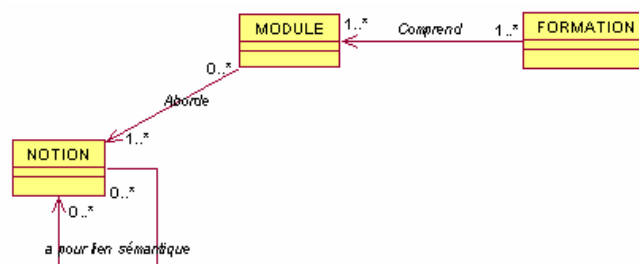 MODULE
1..*
Comprend
1..*
FORMATION
0..*
Aborde
1..*
NOTION
0..*
0..*
a pour lien sémantique